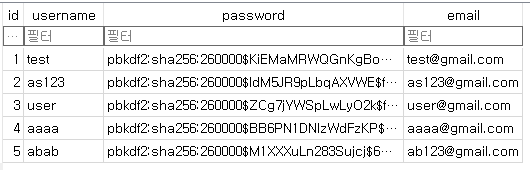 id username password email
… 필터 필터 필터
1 test pbkdf2:sha256:260000$KiEMaMRWQGnKgBo… test@gmail.com
2 as123 pbkdf2:sha256:260000$IdM5JR9pLbqAXVWE$f… as123@gmail.com
3 user pbkdf2:sha256:260000$ZCg7jYWSpLwLyO2k$f… user@gmail.com
4 aaaa pbkdf2:sha256:260000$BB6PN1DNIzWdFzKP$… aaaa@gmail.com
5 abab pbkdf2:sha256:260000$M1XXXuLn283Sujcj$6… ab123@gmail.com